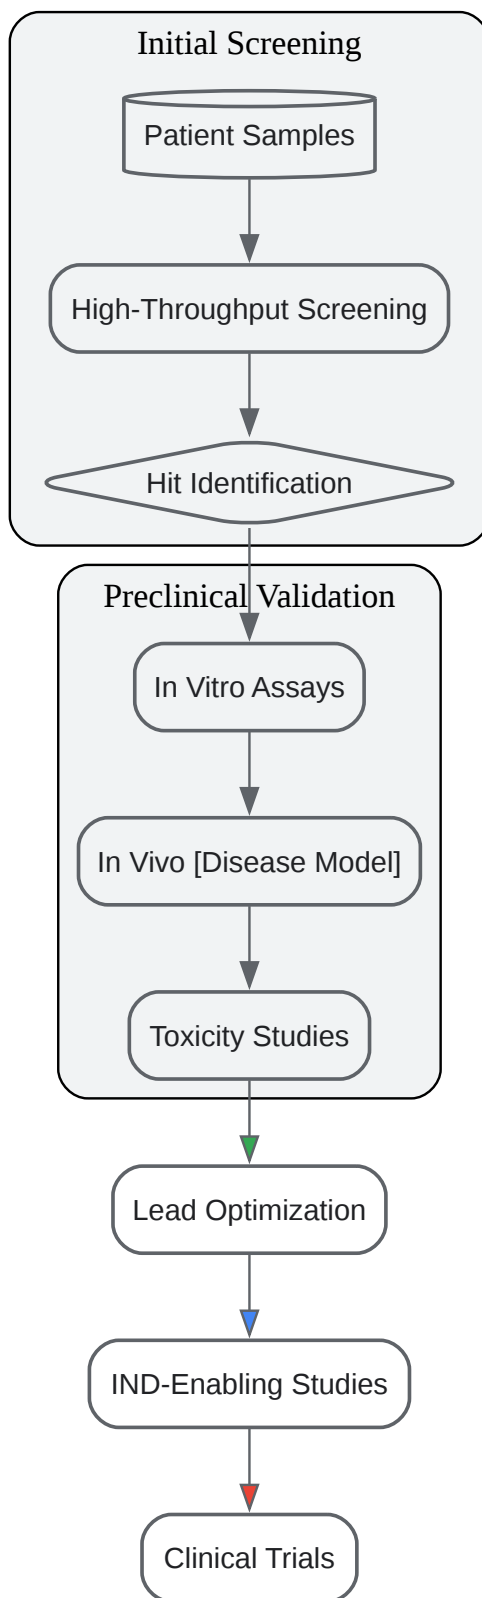 Initial Screening
Patient Samples
High-Throughput Screening
Hit Identification
Preclinical Validation
In Vitro Assays
In Vivo [Disease Model]
Toxicity Studies
Lead Optimization
IND-Enabling Studies
Clinical Trials